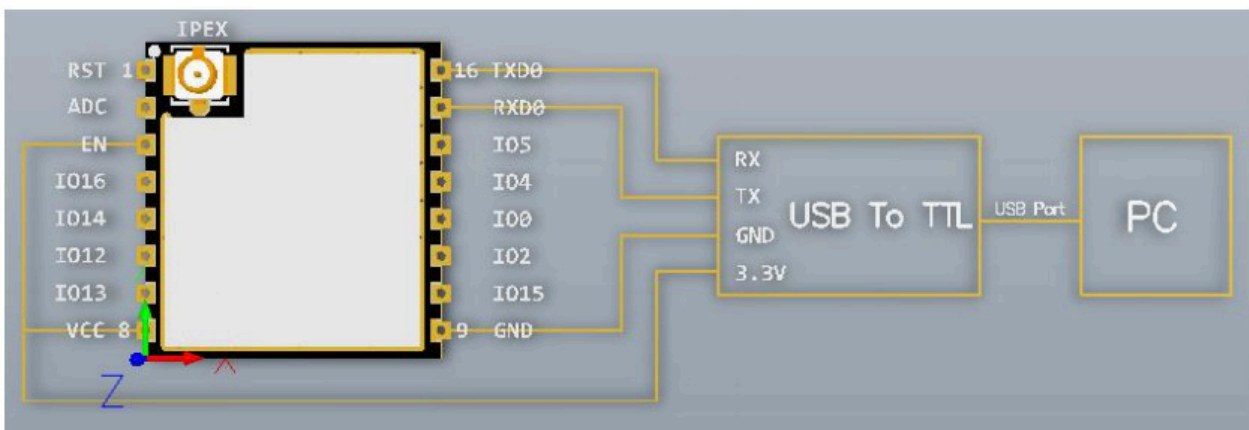 IPEX
RST 1
ADC
EN
IO16
IO14
IO12
IO13
VCC 8
16 TXD0
RXD0
IO5
IO4
IO0
IO2
IO15
9 GND
RX
TX
GND
3.3V
USB To TTL
USB Port
PC
X
Z